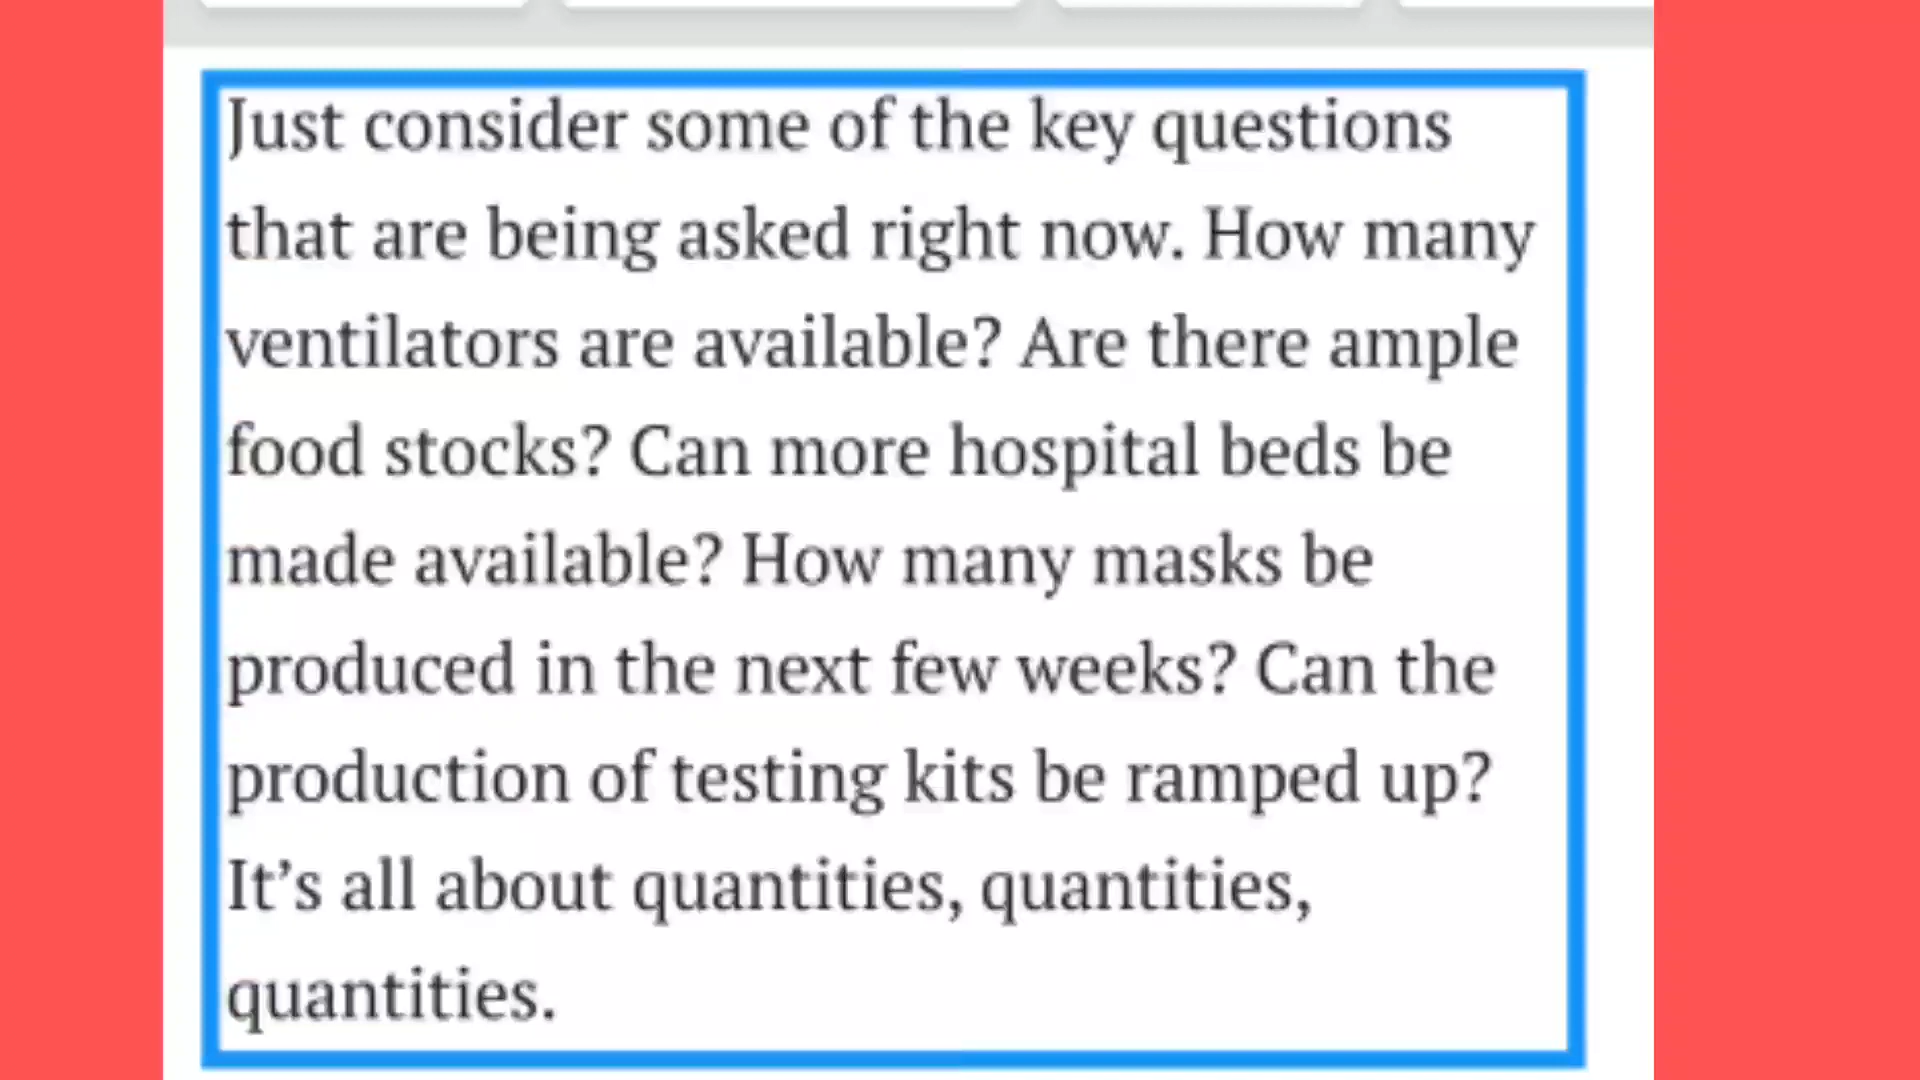 Just consider some of the key questions
that are being asked right now. How many
ventilators are available? Are there ample
food stocks? Can more hospital beds be
made available? How many masks be
produced in the next few weeks? Can the
production of testing kits be ramped up?
It’s all about quantities, quantities,
quantities.